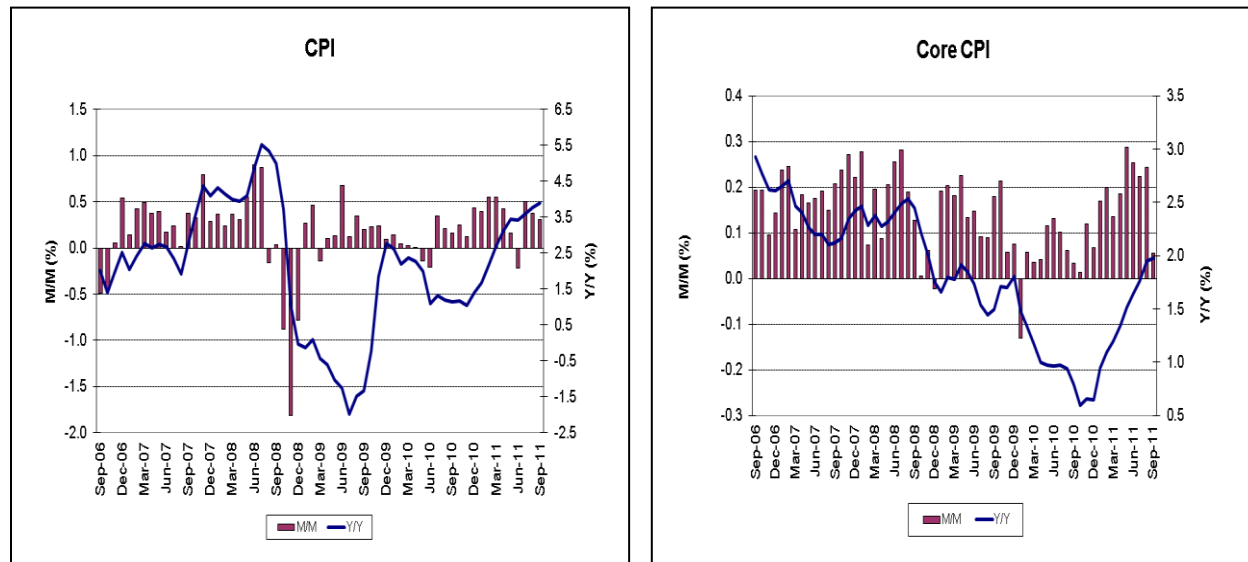 CPI
M/M (%)
1.5
1.0
0.5
0.0
-0.5
-1.0
-1.5
-2.0
6.5
5.5
4.5
3.5
2.5
1.5
0.5
-0.5
-1.5
-2.5
Y/Y (%)
Sep-06
Dec-06
Mar-07
Jun-07
Sep-07
Dec-07
Mar-08
Jun-08
Sep-08
Dec-08
Mar-09
Jun-09
Sep-09
Dec-09
Mar-10
Jun-10
Sep-10
Dec-10
Mar-11
Jun-11
Sep-11
M/M Y/Y
Core CPI
M/M (%)
0.4
0.3
0.2
0.1
0.0
-0.1
-0.2
-0.3
3.5
3.0
2.5
2.0
1.5
1.0
0.5
Y/Y (%)
Sep-06
Dec-06
Mar-07
Jun-07
Sep-07
Dec-07
Mar-08
Jun-08
Sep-08
Dec-08
Mar-09
Jun-09
Sep-09
Dec-09
Mar-10
Jun-10
Sep-10
Dec-10
Mar-11
Jun-11
Sep-11
M/M Y/Y